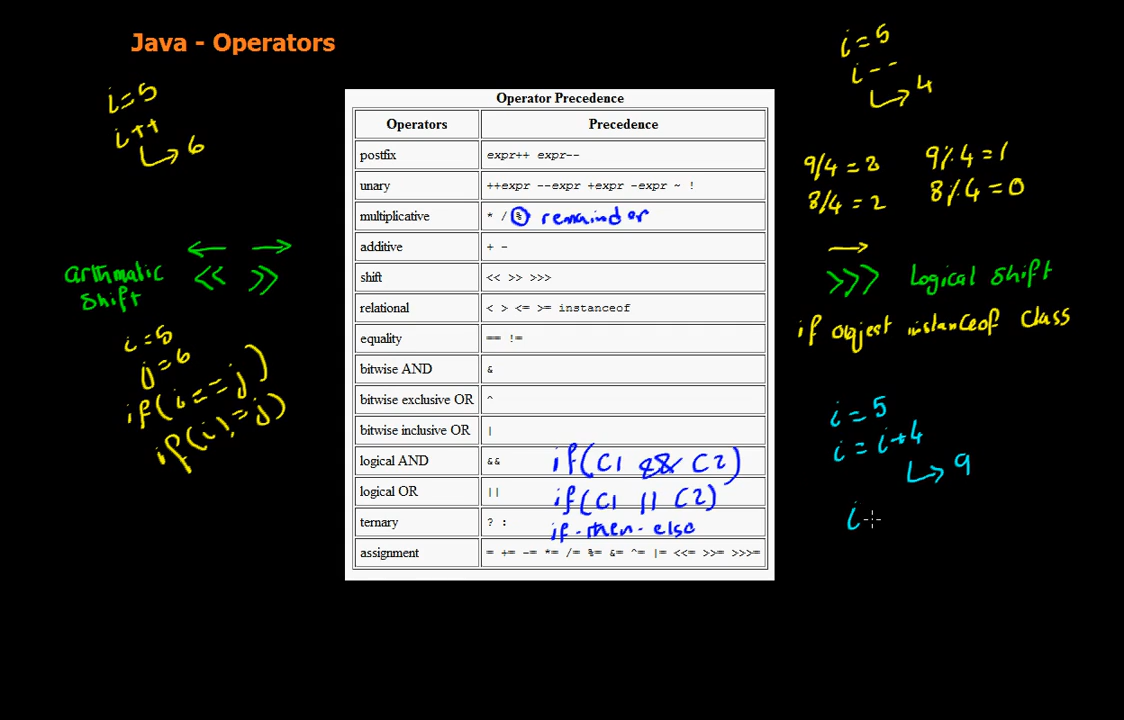 Java - Operators
i=5
i++
6
arthmatic
shift
<< >>
i=5
j=6
if(i==j)
if(i!=j)
Operator Precedence
Operators Precedence
postfix expr++ expr--
unary ++expr --expr +expr -expr ~ !
multiplicative * / % remainder
additive + -
shift << >> >>>
relational < > <= >= instanceof
equality == !=
bitwise AND &
bitwise exclusive OR ^
bitwise inclusive OR |
logical AND && if(C1 && C2)
logical OR || if(C1 || C2)
ternary ? : if-then-else
assignment = += -= *= /= %= &= ^= |= <<= >>= >>>=
i=5
i--
4
9/4 = 2 9%4=1
8/4 = 2 8%4=0
>>> Logical shift
if object instanceof class
i=5
i=i+4
9
i